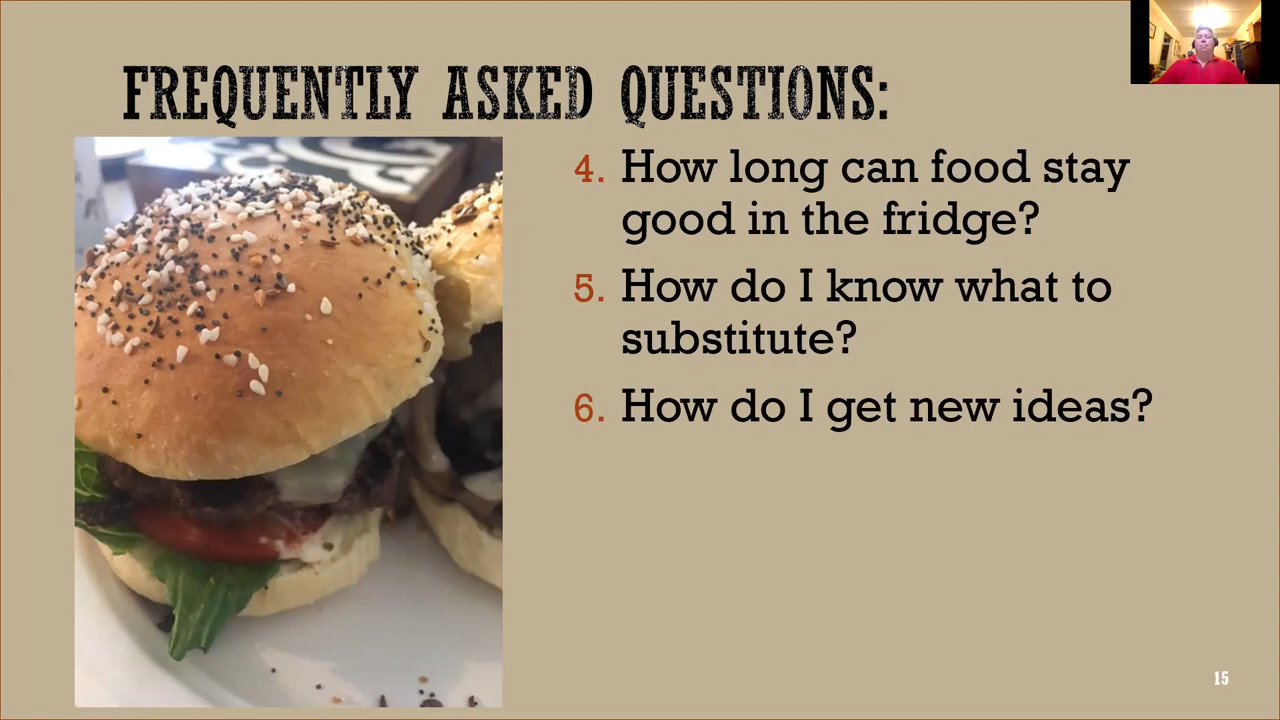 FREQUENTLY ASKED QUESTIONS:
4. How long can food stay
good in the fridge?
5. How do I know what to
substitute?
6. How do I get new ideas?
15